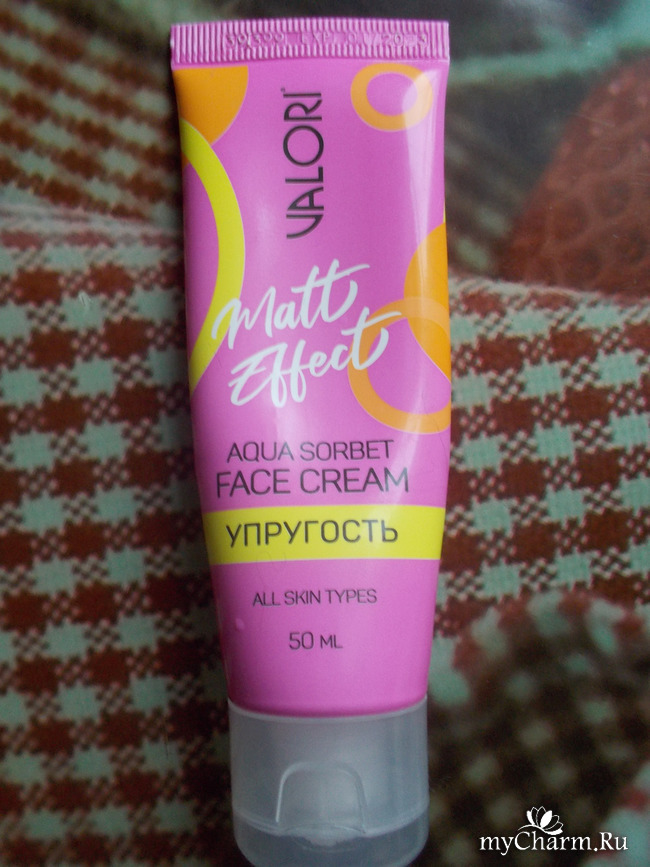 VALORI
Matt
Effect
AQUA SORBET
FACE CREAM
УПРУГОСТЬ
ALL SKIN TYPES
50 ML
myCharm.Ru